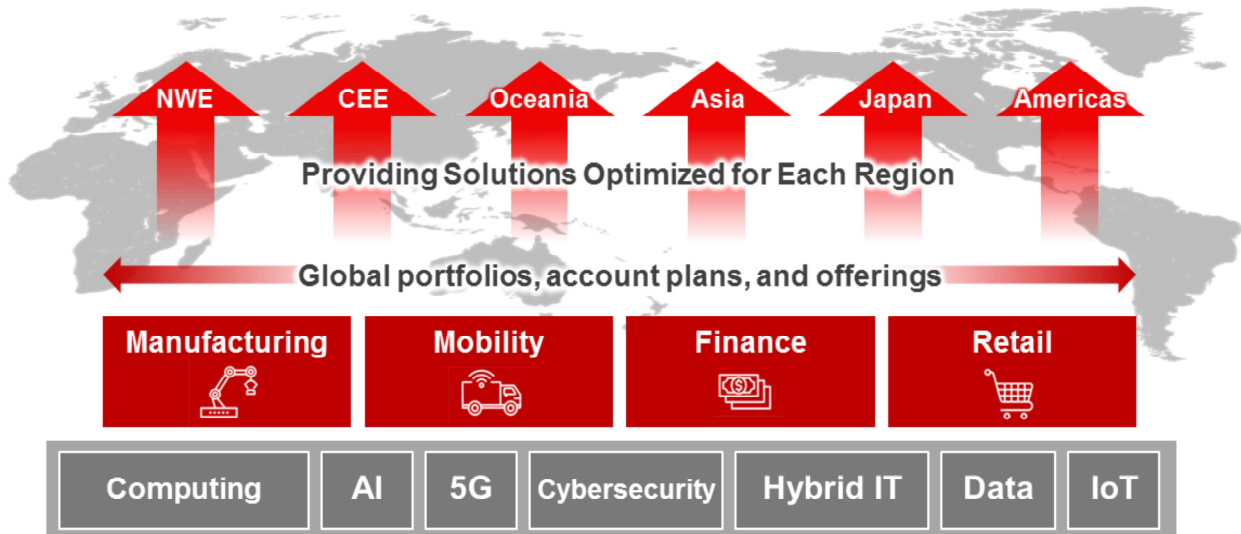 NWE CEE Oceania Asia Japan Americas
Providing Solutions Optimized for Each Region
Global portfolios, account plans, and offerings
Manufacturing Mobility Finance Retail
Computing AI 5G Cybersecurity Hybrid IT Data IoT